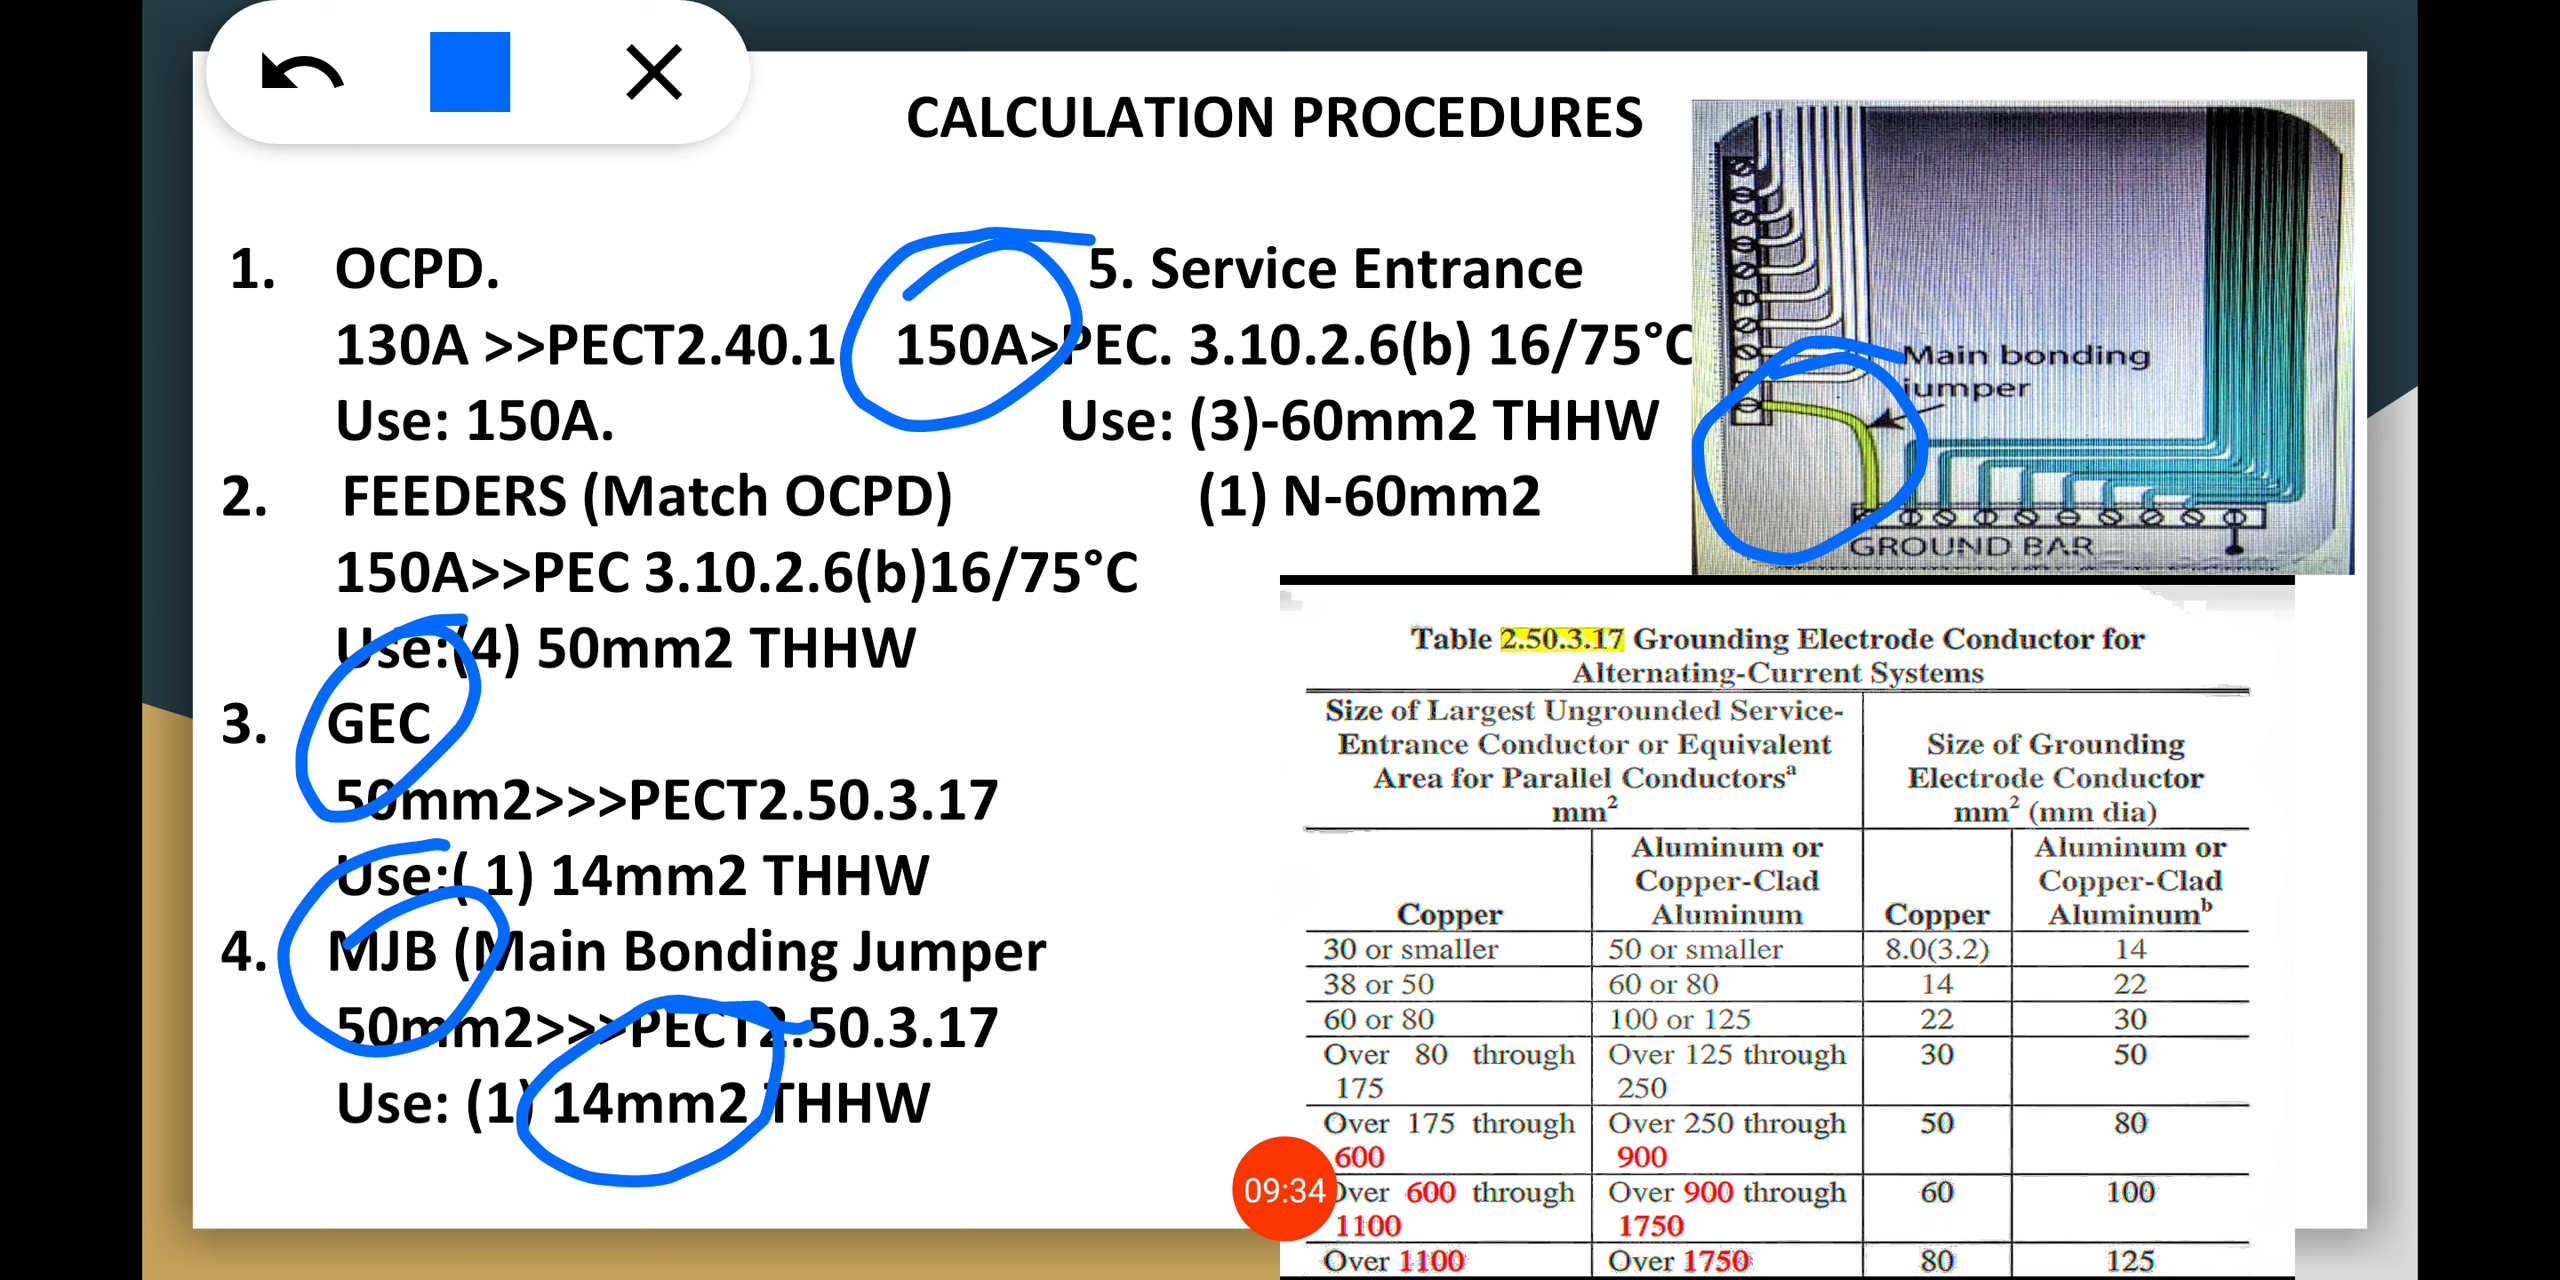 CALCULATION PROCEDURES
1. OCPD.
130A >>PECT2.40.1
Use: 150A.
2. FEEDERS (Match OCPD)
150A>>PEC 3.10.2.6(b)16/75°C
Use:(4) 50mm2 THHW
3. GEC
50mm2>>>PECT2.50.3.17
Use:( 1) 14mm2 THHW
4. MJB (Main Bonding Jumper
50mm2>>>PECT2.50.3.17
Use: (1) 14mm2 THHW
5. Service Entrance
150A>PEC. 3.10.2.6(b) 16/75°C
Use: (3)-60mm2 THHW
(1) N-60mm2
Main bonding
jumper
GROUND BAR
Table 2.50.3.17 Grounding Electrode Conductor for
Alternating-Current Systems
Size of Largest Ungrounded Service-
Entrance Conductor or Equivalent
Area for Parallel Conductorsᵃ
mm²
Size of Grounding
Electrode Conductor
mm² (mm dia)
Copper
Aluminum or
Copper-Clad
Aluminum
Copper
Aluminum or
Copper-Clad
Aluminumᵇ
30 or smaller 50 or smaller 8.0(3.2) 14
38 or 50 60 or 80 14 22
60 or 80 100 or 125 22 30
Over 80 through Over 125 through 30 50
175 250
Over 175 through Over 250 through 50 80
600 900
Over 600 through Over 900 through 60 100
1100 1750
Over 1100 Over 1750 80 125
09:34